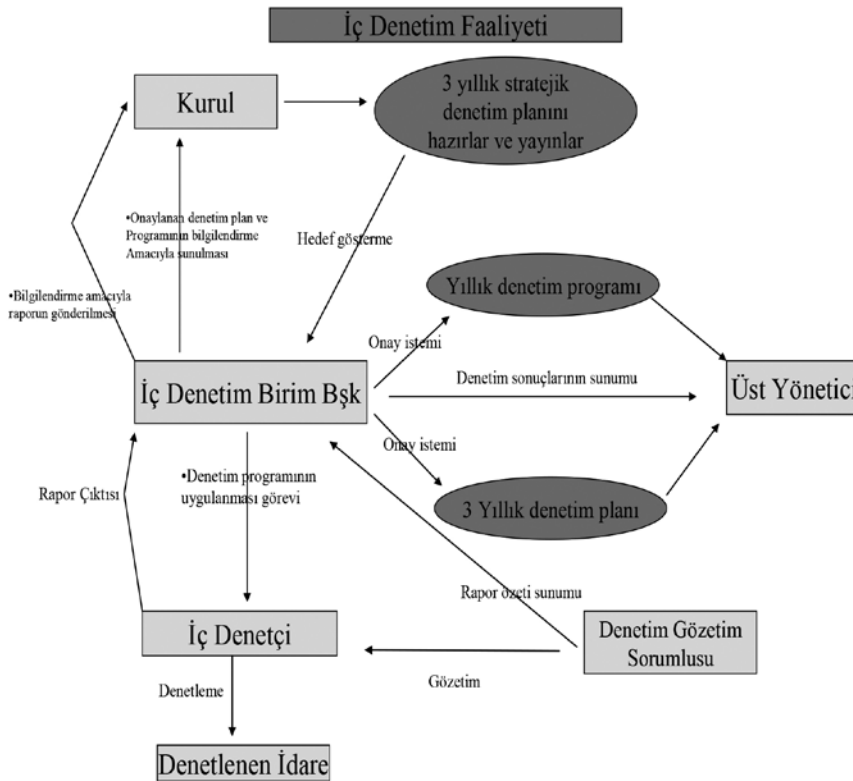 İç Denetim Faaliyeti
Kurul
3 yıllık stratejik
denetim planını
hazırlar ve yayınlar
•Onaylanan denetim plan ve
Programının bilgilendirme
Amacıyla sunulması
Hedef gösterme
•Bilgilendirme amacıyla
raporun gönderilmesi
Yıllık denetim programı
Onay istemi
İç Denetim Birim Bşk
Denetim sonuçlarının sunumu
Üst Yönetici
Onay istemi
•Denetim programının
uygulanması görevi
Rapor Çıktısı
3 Yıllık denetim planı
Rapor özeti sunumu
İç Denetçi
Denetim Gözetim
Sorumlusu
Gözetim
Denetleme
Denetlenen İdare